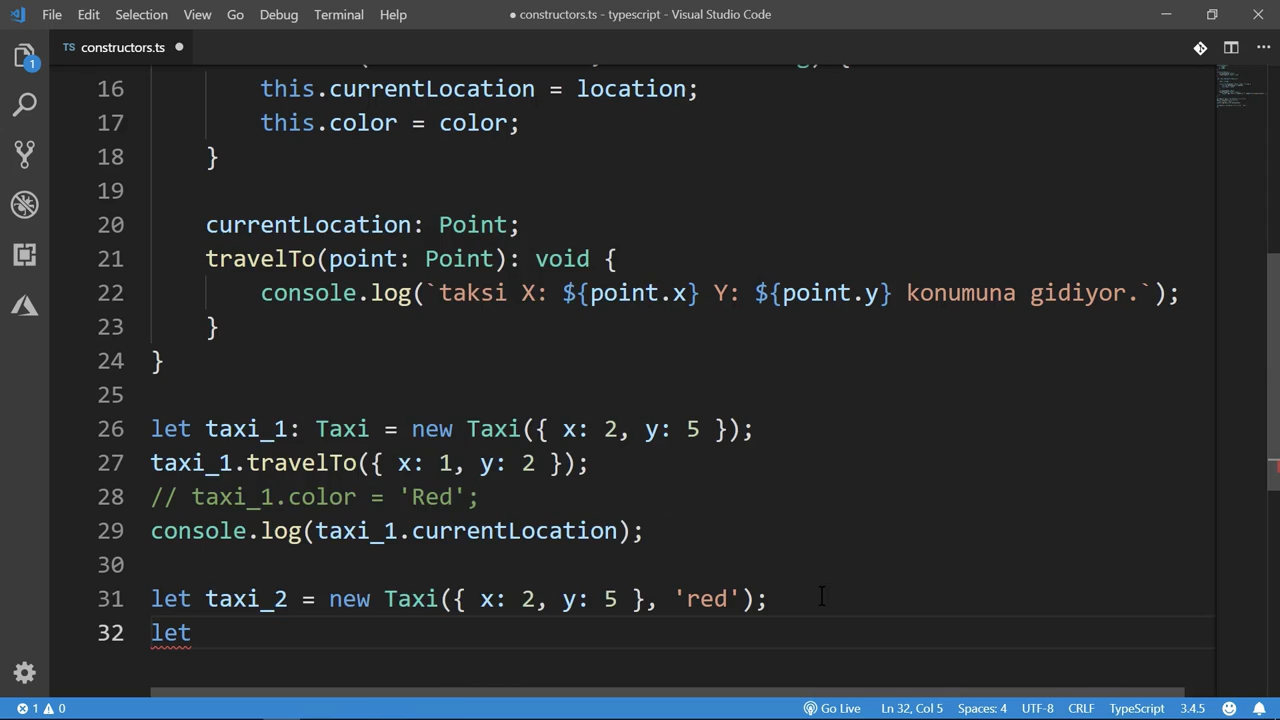 File Edit Selection View Go Debug Terminal Help
● constructors.ts - typescript - Visual Studio Code
TS constructors.ts ●
1
16 this.currentLocation = location;
17 this.color = color;
18 }
19
20 currentLocation: Point;
21 travelTo(point: Point): void {
22 console.log(`taksi X: ${point.x} Y: ${point.y} konumuna gidiyor.`);
23 }
24 }
25
26 let taxi_1: Taxi = new Taxi({ x: 2, y: 5 });
27 taxi_1.travelTo({ x: 1, y: 2 });
28 // taxi_1.color = 'Red';
29 console.log(taxi_1.currentLocation);
30
31 let taxi_2 = new Taxi({ x: 2, y: 5 }, 'red');
32 let
1 0 Go Live Ln 32, Col 5 Spaces: 4 UTF-8 CRLF TypeScript 3.4.5